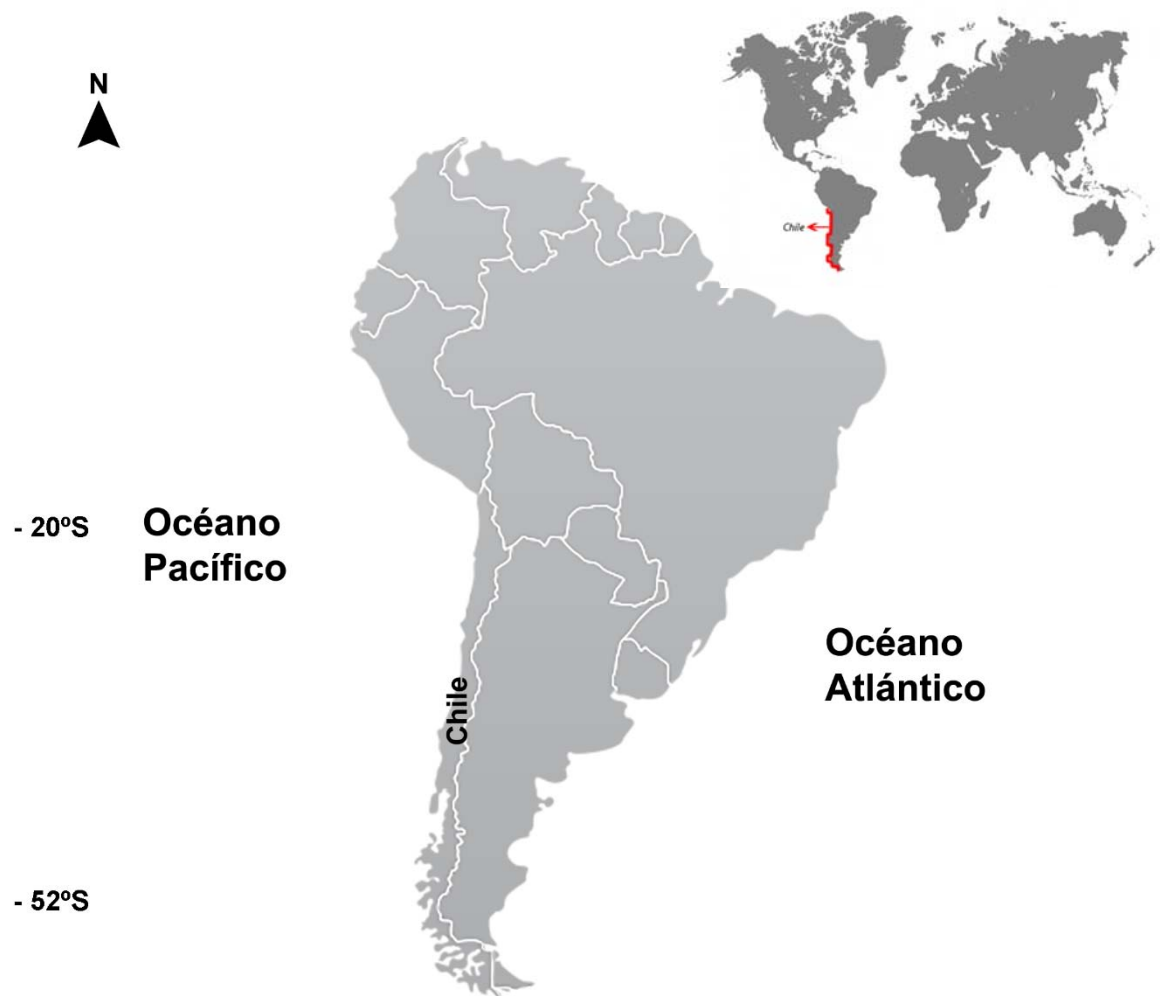 N
Chile
- 20ºS
Océano
Pacífico
Océano
Atlántico
Chile
- 52ºS